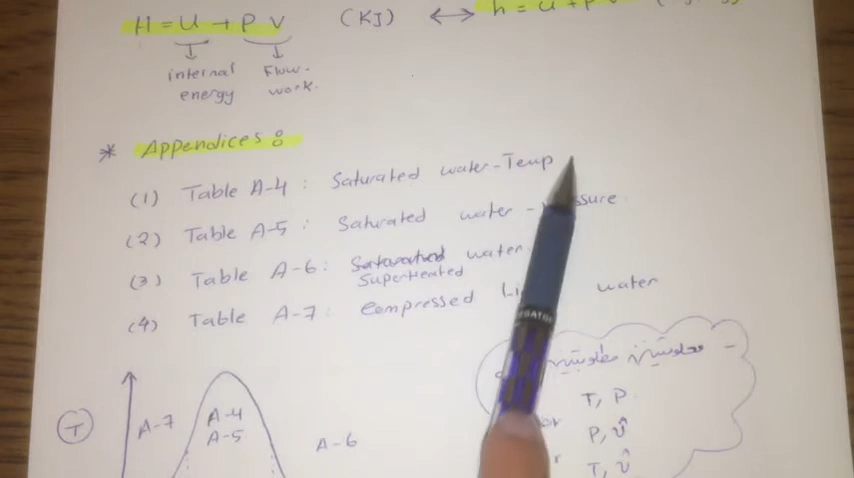 H = U + P V (KJ) ↔ h = u + P
internal Flow-
energy work.
* Appendices:
(1) Table A-4: Saturated water-Temp
(2) Table A-5: Saturated water - ssure
(3) Table A-6: Superheated water
(4) Table A-7: Compressed Li water
T A-7 A-4 A-6
A-5
T, P
or P, v̂
r T, v̂